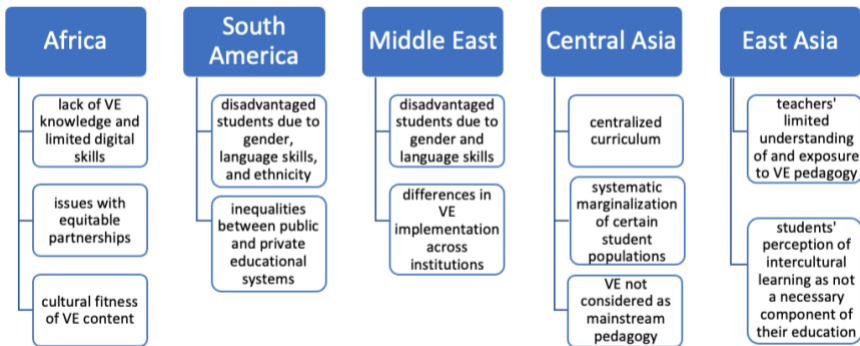 Africa
lack of VE
knowledge and
limited digital
skills
issues with
equitable
partnerships
cultural fitness
of VE content
South
America
disadvantaged
students due to
gender,
language skills,
and ethnicity
inequalities
between public
and private
educational
systems
Middle East
disadvantaged
students due to
gender and
language skills
differences in
VE
implementation
across
institutions
Central Asia
centralized
curriculum
systematic
marginalization
of certain
student
populations
VE not
considered as
mainstream
pedagogy
East Asia
teachers'
limited
understanding
of and exposure
to VE pedagogy
students'
perception of
intercultural
learning as not
a necessary
component of
their education